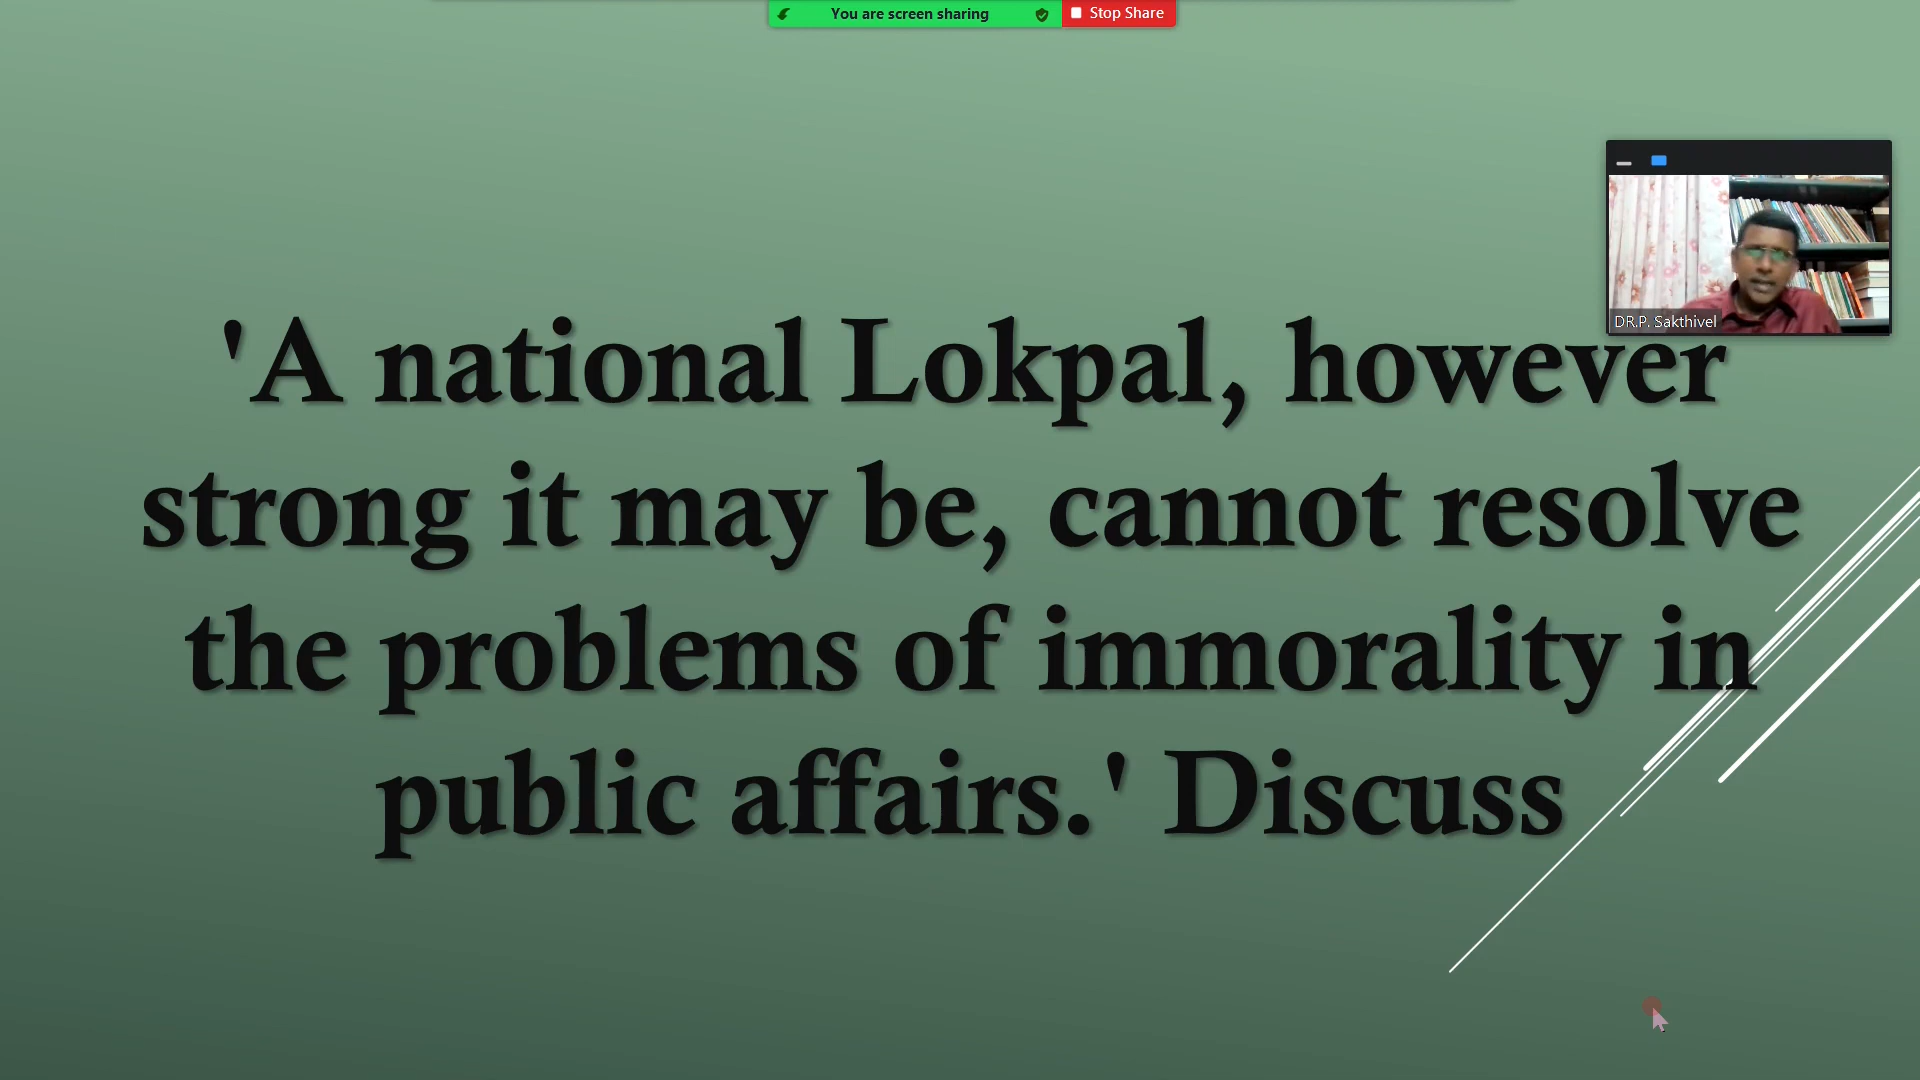 You are screen sharing
Stop Share
DR.P. Sakthivel
'A national Lokpal, however
strong it may be, cannot resolve
the problems of immorality in
public affairs.' Discuss